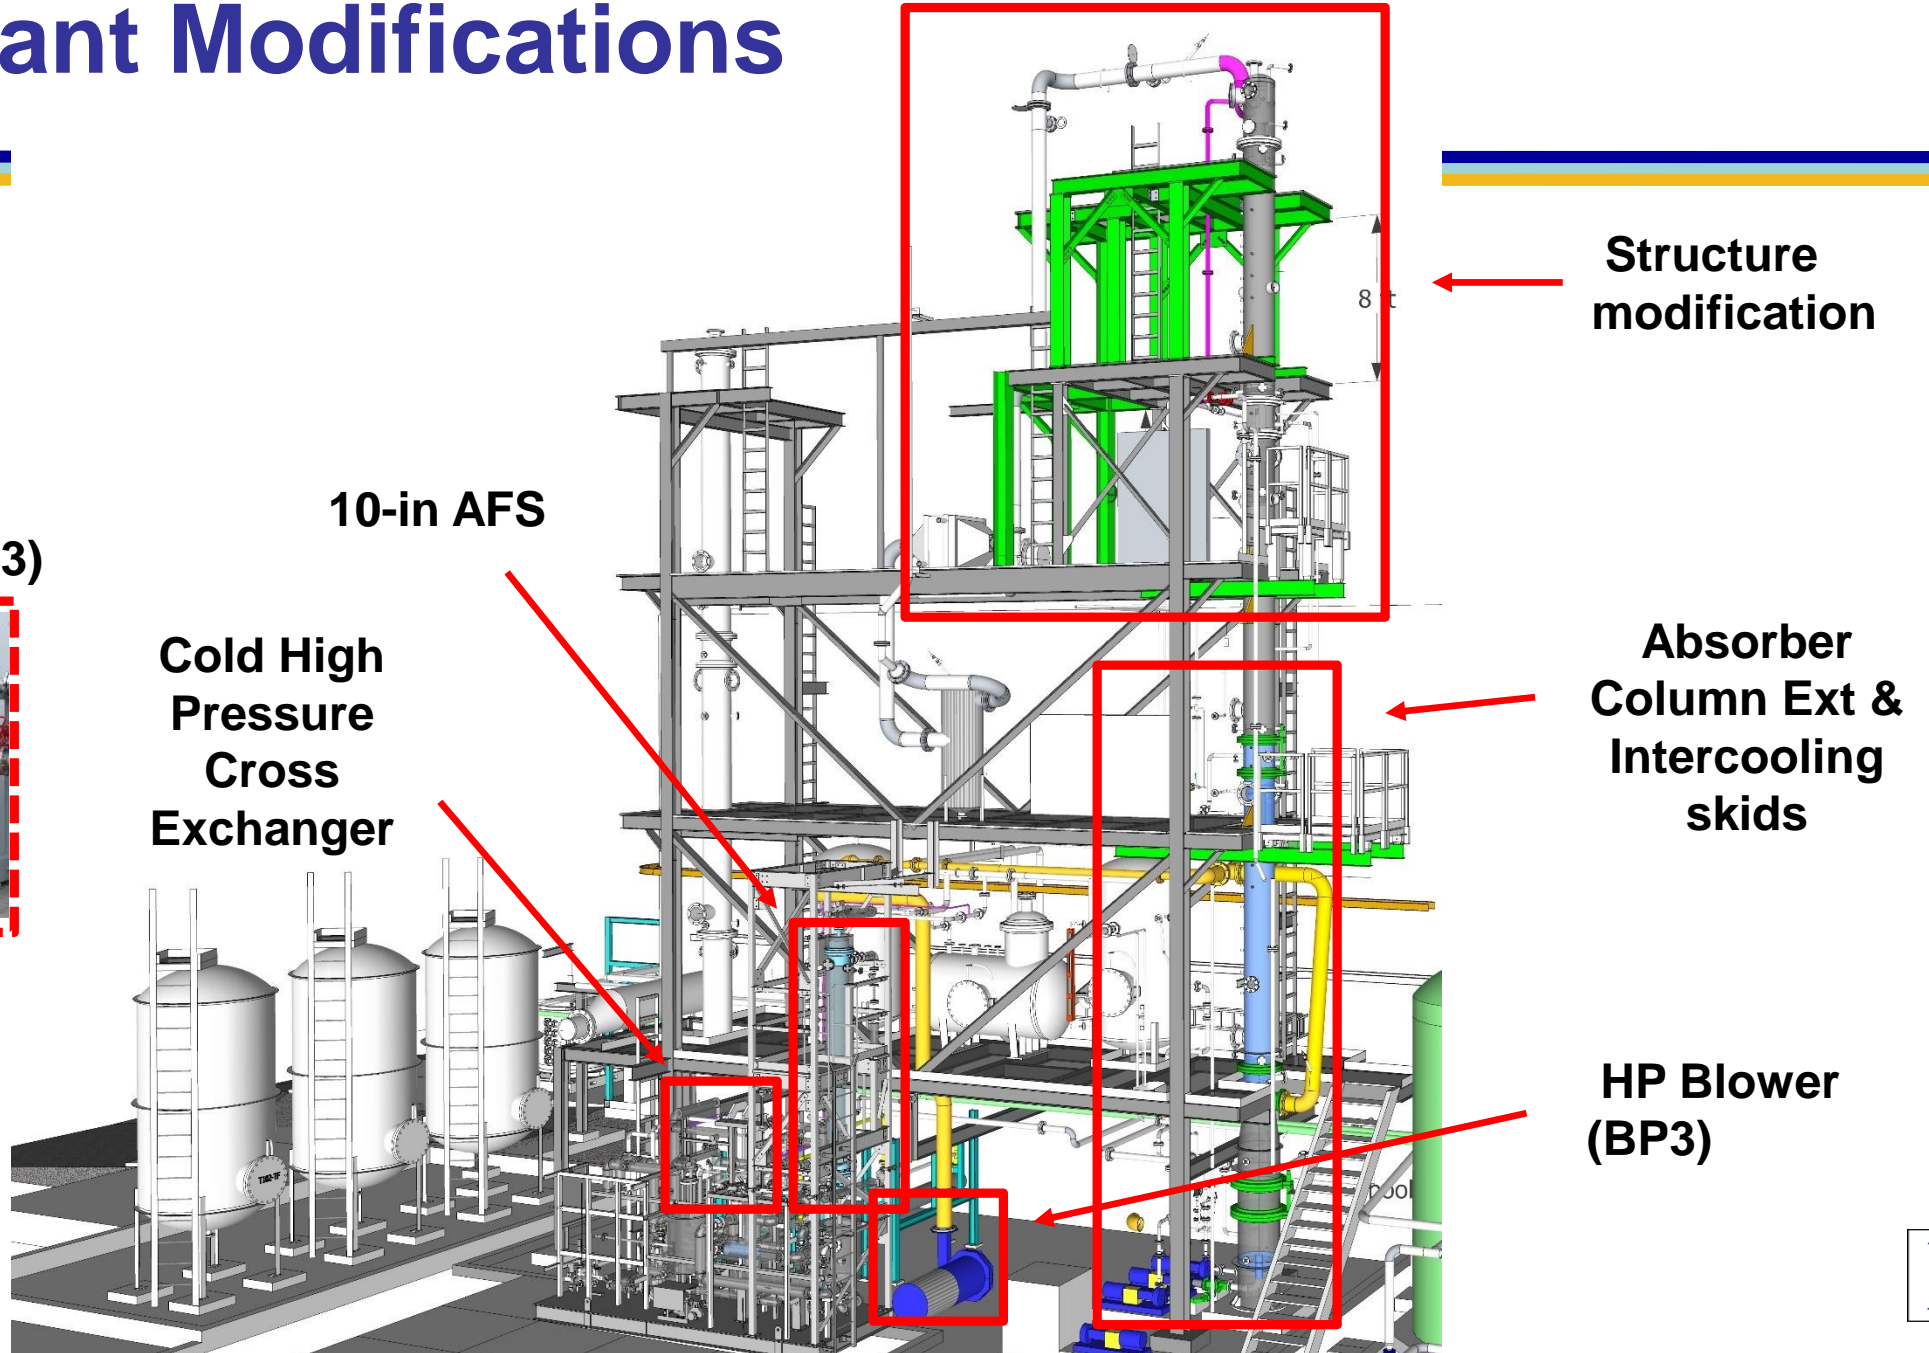 ant Modifications
Structure
modification
8
10-in AFS
3)
Cold High
Pressure
Cross
Exchanger
Absorber
Column Ext &
Intercooling
skids
HP Blower
(BP3)